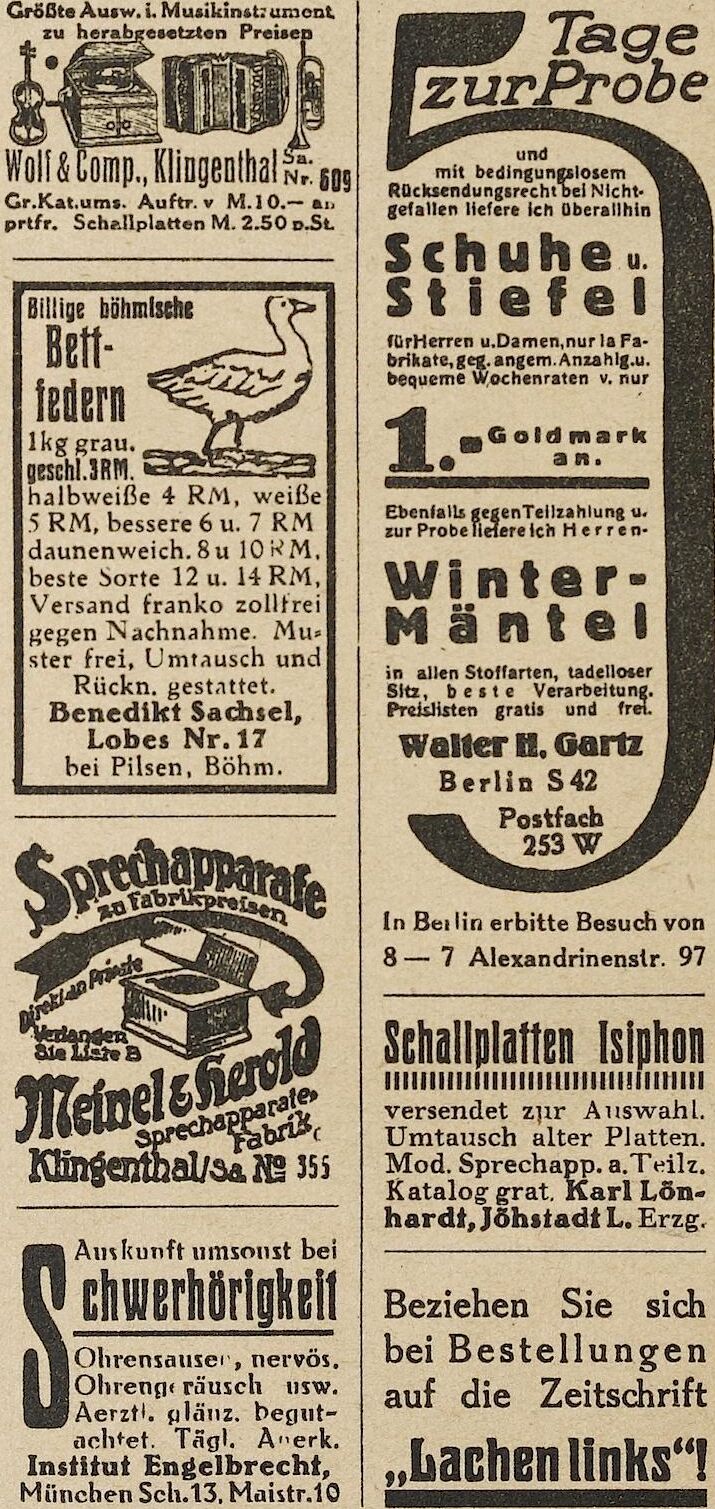 Größte Ausw. i. Musikinstrument.
zu herabgesetzten Preisen
Wolf & Comp., Klingenthal Sa. Nr. 609
Gr. Kat. ums. Auftr. v M. 10.— an
prtfr. Schallplatten M. 2.50 p. St.
Billige böhmische
Bett-
federn
1 kg grau.
geschl. 3 RM.
halbweiße 4 RM, weiße
5 RM, bessere 6 u. 7 RM
daunenweich. 8 u 10 RM,
beste Sorte 12 u. 14 RM,
Versand franko zollfrei
gegen Nachnahme. Mu-
ster frei, Umtausch und
Rückn. gestattet.
Benedikt Sachsel,
Lobes Nr. 17
bei Pilsen, Böhm.
Sprechapparate
zu Fabrikpreisen
Direkt an Private
Verlangen
Sie Liste B
Meinel & Herold
Sprechapparate-
Fabrik,
Klingenthal/Sa No 355
Auskunft umsonst bei
Schwerhörigkeit
Ohrensausen, nervös.
Ohrengeräusch usw.
Aerztl. glänz. begut-
achtet. Tägl. Anerk.
Institut Engelbrecht,
München Sch. 13, Maistr. 10
5 Tage
zur Probe
und
mit bedingungslosem
Rücksendungsrecht bei Nicht-
gefallen liefere ich überallhin
Schuhe u.
Stiefel
für Herren u. Damen, nur Ia Fa-
brikate, geg. angem. Anzahlg. u.
bequeme Wochenraten v. nur
1.- Goldmark
an.
Ebenfalls gegen Teilzahlung u.
zur Probe liefere ich Herren-
Winter-
Mäntel
in allen Stoffarten, tadelloser
Sitz, beste Verarbeitung.
Preislisten gratis und frei.
Walter H. Gartz
Berlin S 42
Postfach
253 W
In Berlin erbitte Besuch von
8 — 7 Alexandrinenstr. 97
Schallplatten Isiphon
versendet zur Auswahl.
Umtausch alter Platten.
Mod. Sprechapp. a. Teilz.
Katalog grat. Karl Lön-
hardt, Jöhstadt L. Erzg.
Beziehen Sie sich
bei Bestellungen
auf die Zeitschrift
„Lachen links“!